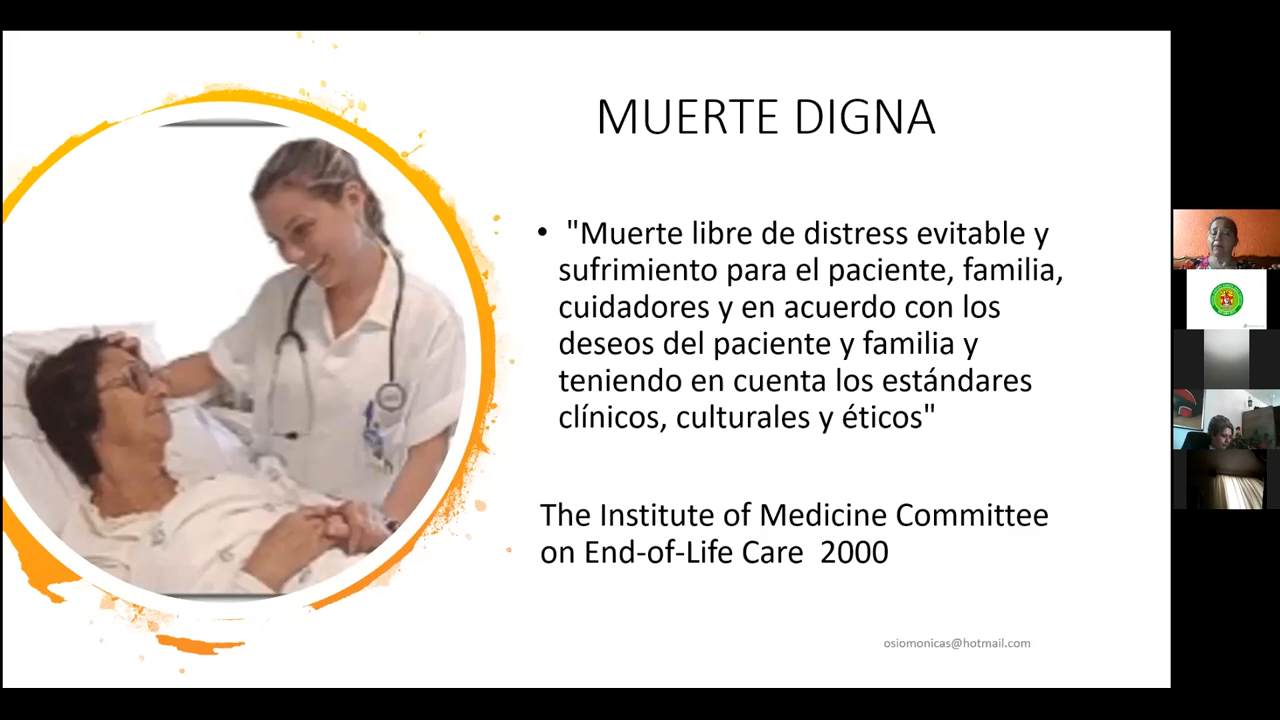 MUERTE DIGNA
• "Muerte libre de distress evitable y
sufrimiento para el paciente, familia,
cuidadores y en acuerdo con los
deseos del paciente y familia y
teniendo en cuenta los estándares
clínicos, culturales y éticos"
The Institute of Medicine Committee
on End-of-Life Care 2000
osiomonicas@hotmail.com